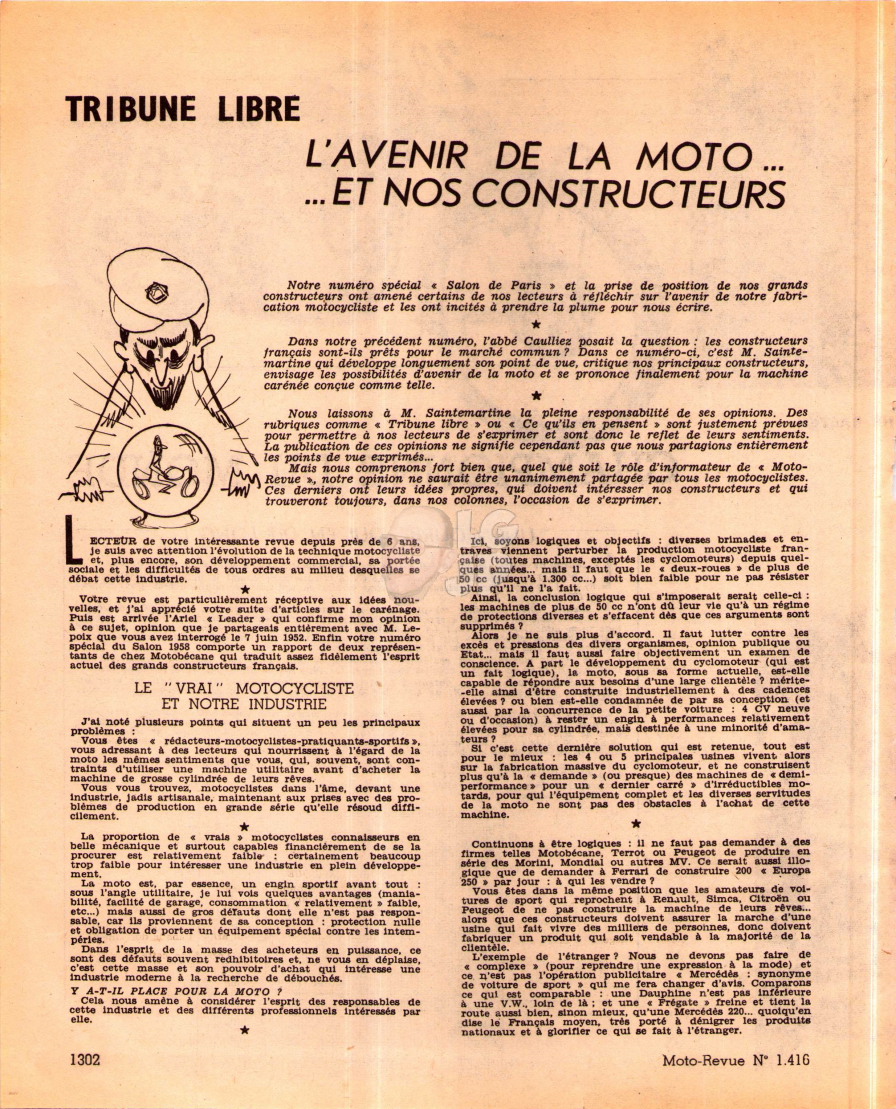 TRIBUNE LIBRE
L'AVENIR DE LA MOTO ...
... ET NOS CONSTRUCTEURS
Notre numéro spécial « Salon de Paris » et la prise de position de nos grands
constructeurs ont amené certains de nos lecteurs à réfléchir sur l'avenir de notre fabri-
cation motocycliste et les ont incités à prendre la plume pour nous écrire.
★
Dans notre précédent numéro, l'abbé Caulliez posait la question : les constructeurs
français sont-ils prêts pour le marché commun ? Dans ce numéro-ci, c'est M. Sainte-
martine qui développe longuement son point de vue, critique nos principaux constructeurs,
envisage les possibilités d'avenir de la moto et se prononce finalement pour la machine
carénée conçue comme telle.
★
Nous laissons à M. Saintemartine la pleine responsabilité de ses opinions. Des
rubriques comme « Tribune libre » ou « Ce qu'ils en pensent » sont justement prévues
pour permettre à nos lecteurs de s'exprimer et sont donc le reflet de leurs sentiments.
La publication de ces opinions ne signifie cependant pas que nous partagions entièrement
les points de vue exprimés...
Mais nous comprenons fort bien que, quel que soit le rôle d'informateur de « Moto-
Revue », notre opinion ne saurait être unanimement partagée par tous les motocyclistes.
Ces derniers ont leurs idées propres, qui doivent intéresser nos constructeurs et qui
trouveront toujours, dans nos colonnes, l'occasion de s'exprimer.
LECTEUR de votre intéressante revue depuis prés de 6 ans,
je suis avec attention l'évolution de la technique motocycliste
et, plus encore, son développement commercial, sa portée
sociale et les difficultés de tous ordres au milieu desquelles se
débat cette industrie.
★
Votre revue est particulièrement réceptive aux idées nou-
velles, et j'ai apprécié votre suite d'articles sur le carénage.
Puis est arrivée l'Ariel « Leader » qui confirme mon opinion
à ce sujet, opinion que je partageais entièrement avec M. Le-
poix que vous avez interrogé le 7 juin 1952. Enfin votre numéro
spécial du Salon 1958 comporte un rapport de deux représen-
tants de chez Motobécane qui traduit assez fidèlement l'esprit
actuel des grands constructeurs français.
LE "VRAI" MOTOCYCLISTE
ET NOTRE INDUSTRIE
J'ai noté plusieurs points qui situent un peu les principaux
problèmes :
Vous êtes « rédacteurs-motocyclistes-pratiquants-sportifs »,
vous adressant à des lecteurs qui nourrissent à l'égard de la
moto les mêmes sentiments que vous, qui, souvent, sont con-
traints d'utiliser une machine utilitaire avant d'acheter la
machine de grosse cylindrée de leurs rêves.
Vous vous trouvez, motocyclistes dans l'âme, devant une
industrie, jadis artisanale, maintenant aux prises avec des pro-
blèmes de production en grande série qu'elle résoud diffi-
cilement.
★
La proportion de « vrais » motocyclistes connaisseurs en
belle mécanique et surtout capables financièrement de se la
procurer est relativement faible : certainement beaucoup
trop faible pour intéresser une industrie en plein développe-
ment.
La moto est, par essence, un engin sportif avant tout :
sous l'angle utilitaire, je lui vois quelques avantages (mania-
bilité, facilité de garage, consommation « relativement » faible,
etc...) mais aussi de gros défauts dont elle n'est pas respon-
sable, car ils proviennent de sa conception : protection nulle
et obligation de porter un équipement spécial contre les intem-
péries.
Dans l'esprit de la masse des acheteurs en puissance, ce
sont des défauts souvent redhibitoires et, ne vous en déplaise,
c'est cette masse et son pouvoir d'achat qui intéresse une
industrie moderne à la recherche de débouchés.
Y A-T-IL PLACE POUR LA MOTO ?
Cela nous amène à considérer l'esprit des responsables de
cette industrie et des différents professionnels intéressés par
elle.
★
Ici, soyons logiques et objectifs : diverses brimades et en-
traves viennent perturber la production motocycliste fran-
çaise (toutes machines, exceptés les cyclomoteurs) depuis quel-
ques années... mais il faut que le « deux-roues » de plus de
50 cc (jusqu'à 1.300 cc...) soit bien faible pour ne pas résister
plus qu'il ne l'a fait.
Ainsi, la conclusion logique qui s'imposerait serait celle-ci :
les machines de plus de 50 cc n'ont dû leur vie qu'à un régime
de protections diverses et s'effacent dès que ces arguments sont
supprimés ?
Alors je ne suis plus d'accord. Il faut lutter contre les
excés et pressions des divers organismes, opinion publique ou
Etat... mais il faut aussi faire objectivement un examen de
conscience. A part le développement du cyclomoteur (qui est
un fait logique), la moto, sous sa forme actuelle, est-elle
capable de répondre aux besoins d'une large clientèle ? mérite-
-elle ainsi d'être construite industriellement à des cadences
élevées ? ou bien est-elle condamnée de par sa conception (et
aussi par la concurrence de la petite voiture : 4 CV neuve
ou d'occasion) à rester un engin à performances relativement
élevées pour sa cylindrée, mais destinée à une minorité d'ama-
teurs ?
Si c'est cette dernière solution qui est retenue, tout est
pour le mieux : les 4 ou 5 principales usines vivent alors
sur la fabrication massive du cyclomoteur, et ne construisent
plus qu'à la « demande » (ou presque) des machines de « demi-
performance » pour un « dernier carré » d'irréductibles mo-
tards, pour qui l'équipement complet et les diverses servitudes
de la moto ne sont pas des obstacles à l'achat de cette
machine.
★
Continuons à être logiques : il ne faut pas demander à des
firmes telles Motobécane, Terrot ou Peugeot de produire en
série des Morini, Mondial ou autres MV. Ce serait aussi illo-
gique que de demander à Ferrari de construire 200 « Europa
250 » par jour : à qui les vendre ?
Vous êtes dans la même position que les amateurs de voi-
tures de sport qui reprochent à Renault, Simca, Citroën ou
Peugeot de ne pas construire la machine de leurs rêves...
alors que ces constructeurs doivent assurer la marche d'une
usine qui fait vivre des milliers de personnes, donc doivent
fabriquer un produit qui soit vendable à la majorité de la
clientèle.
L'exemple de l'étranger ? Nous ne devons pas faire de
« complexe » (pour reprendre une expression à la mode) et
ce n'est pas l'opération publicitaire « Mercédès : synonyme
de voiture de sport » qui me fera changer d'avis. Comparons
ce qui est comparable : une Dauphine n'est pas inférieure
à une V.W., loin de là ; et une « Frégate » freine et tient la
route aussi bien, sinon mieux, qu'une Mercédès 220... quoiqu'en
dise le Français moyen, très porté à dénigrer les produits
nationaux et à glorifier ce qui se fait à l'étranger.
1302
Moto-Revue N° 1.416